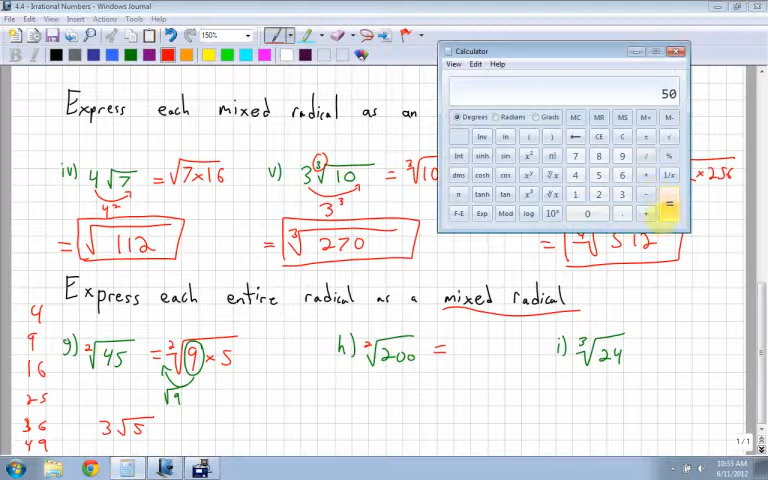 4.4 - Irrational Numbers - Windows Journal
File Edit View Insert Actions Tools Help
150%
Calculator
View Edit Help
50
Degrees Radians Grads MC MR MS M+ M-
Inv ln ( ) ← CE C ± √
Int sinh sin x² n! 7 8 9 / %
dms cosh cos xʸ ʸ√x 4 5 6 * 1/x
π tanh tan x³ ³√x 1 2 3 - =
F-E Exp Mod log 10ˣ 0 . +
Express each mixed radical as an
iv) 4√7 = √7×16 v) 3∛10 = ∛10 x 256
4² 3³
= √112 = ∛270 = ∜512
Express each entire radical as a mixed radical
4
9
16
25
36
49
g) ²√45 = ²√9×5 h) ²√200 = i) ³√24
√9
3√5
1 / 1
10:33 AM
6/11/2012